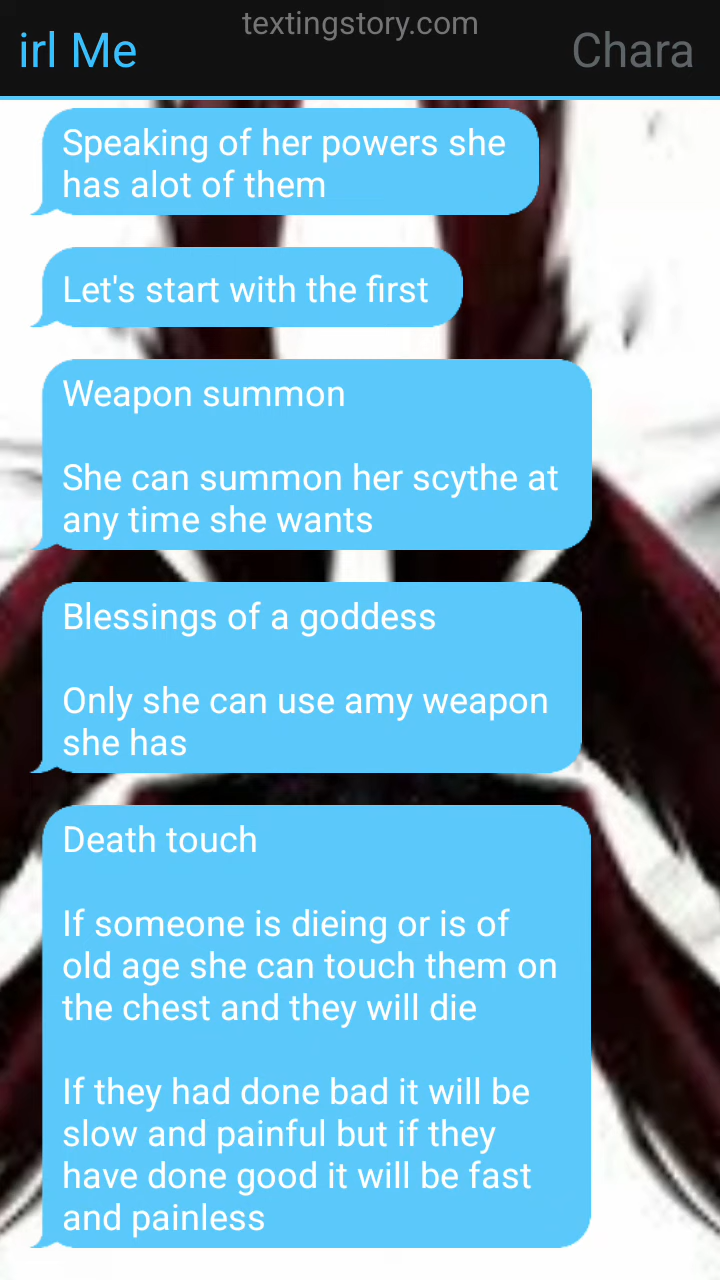 textingstory.com
irl Me
Chara
Speaking of her powers she
has alot of them
Let's start with the first
Weapon summon
She can summon her scythe at
any time she wants
Blessings of a goddess
Only she can use amy weapon
she has
Death touch
If someone is dieing or is of
old age she can touch them on
the chest and they will die
If they had done bad it will be
slow and painful but if they
have done good it will be fast
and painless